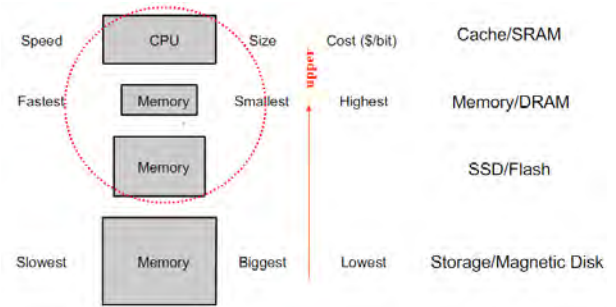 Speed CPU Size Cost ($/bit) Cache/SRAM
upper
Fastest Memory Smallest Highest Memory/DRAM
Memory SSD/Flash
Slowest Memory Biggest Lowest Storage/Magnetic Disk